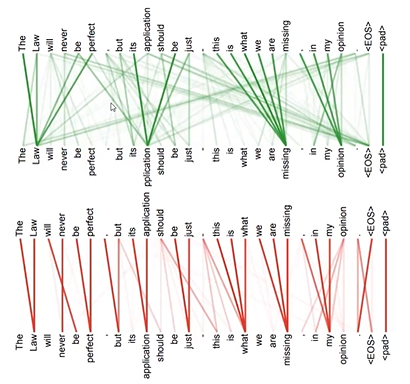 The Law will never be perfect , but its application should be just - this is what we are missing , in my opinion . <EOS> <pad>
The Law will never be perfect , but its pplication should be just - this is what we are missing , in my opinion . <EOS> <pad>
The Law will never be perfect , but its application should be just - this is what we are missing , in my opinion . <EOS> <pad>
The Law will never be perfect , but its application should be just - this is what we are missing , in my opinion . <EOS> <pad>